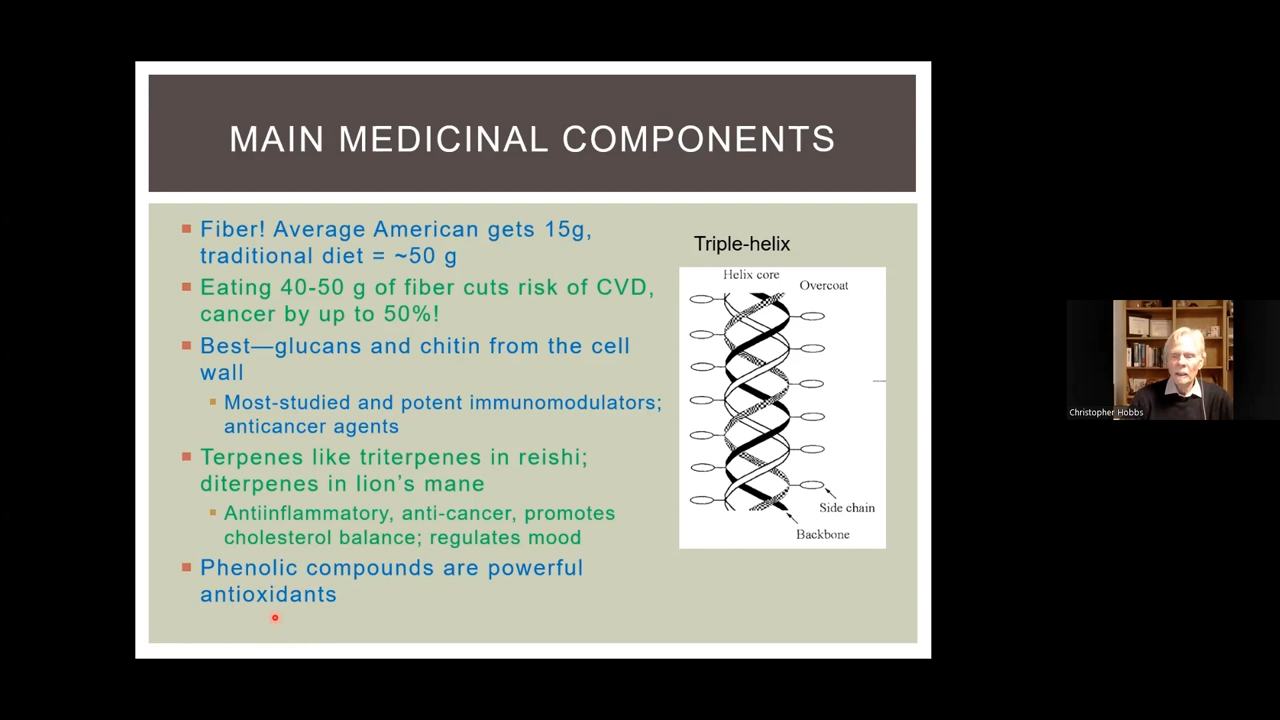 MAIN MEDICINAL COMPONENTS
Fiber! Average American gets 15g,
traditional diet = ~50 g
Eating 40-50 g of fiber cuts risk of CVD,
cancer by up to 50%!
Best—glucans and chitin from the cell
wall
Most-studied and potent immunomodulators;
anticancer agents
Terpenes like triterpenes in reishi;
diterpenes in lion's mane
Antiinflammatory, anti-cancer, promotes
cholesterol balance; regulates mood
Phenolic compounds are powerful
antioxidants
Triple-helix
Helix core
Overcoat
Side chain
Backbone
Christopher Hobbs